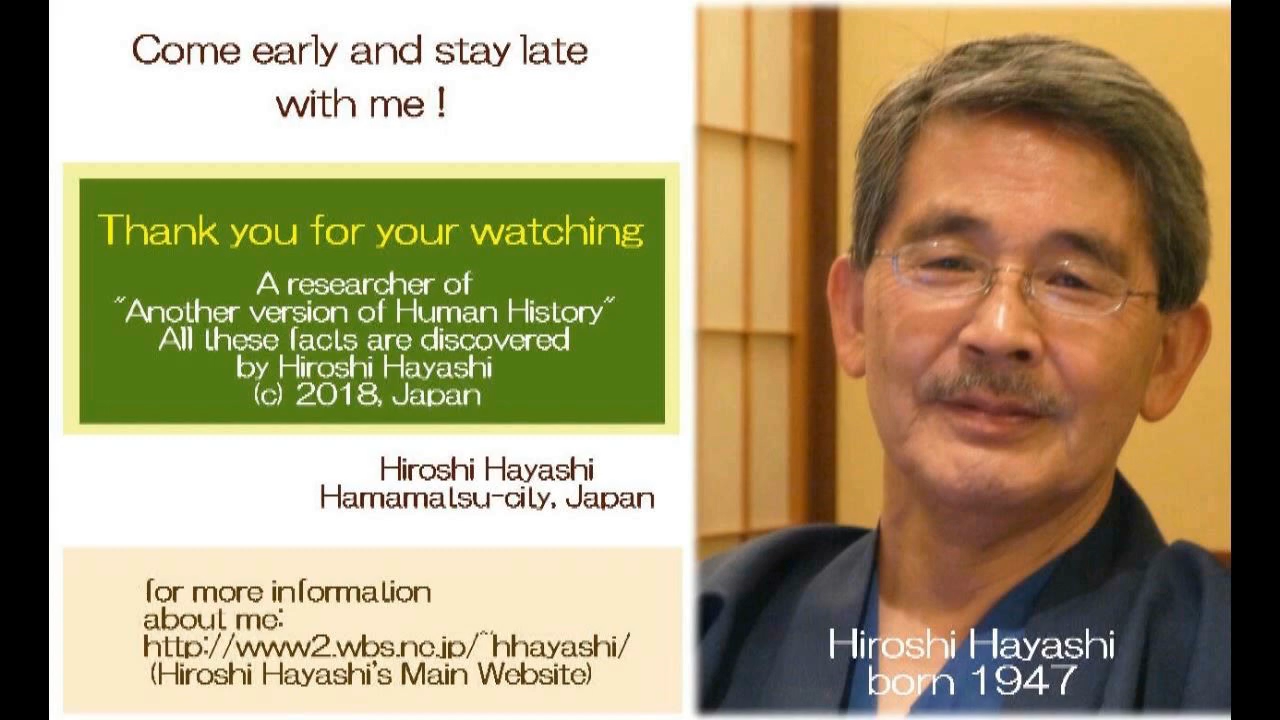 Come early and stay late
with me !
Thank you for your watching
A researcher of
"Another version of Human History"
All these facts are discovered
by Hiroshi Hayashi
(c) 2018, Japan
Hiroshi Hayashi
Hamamatsu-city, Japan
for more information
about me:
http://www2.wbs.ne.jp/~hhayashi/
(Hiroshi Hayashi's Main Website)
Hiroshi Hayashi
born 1947